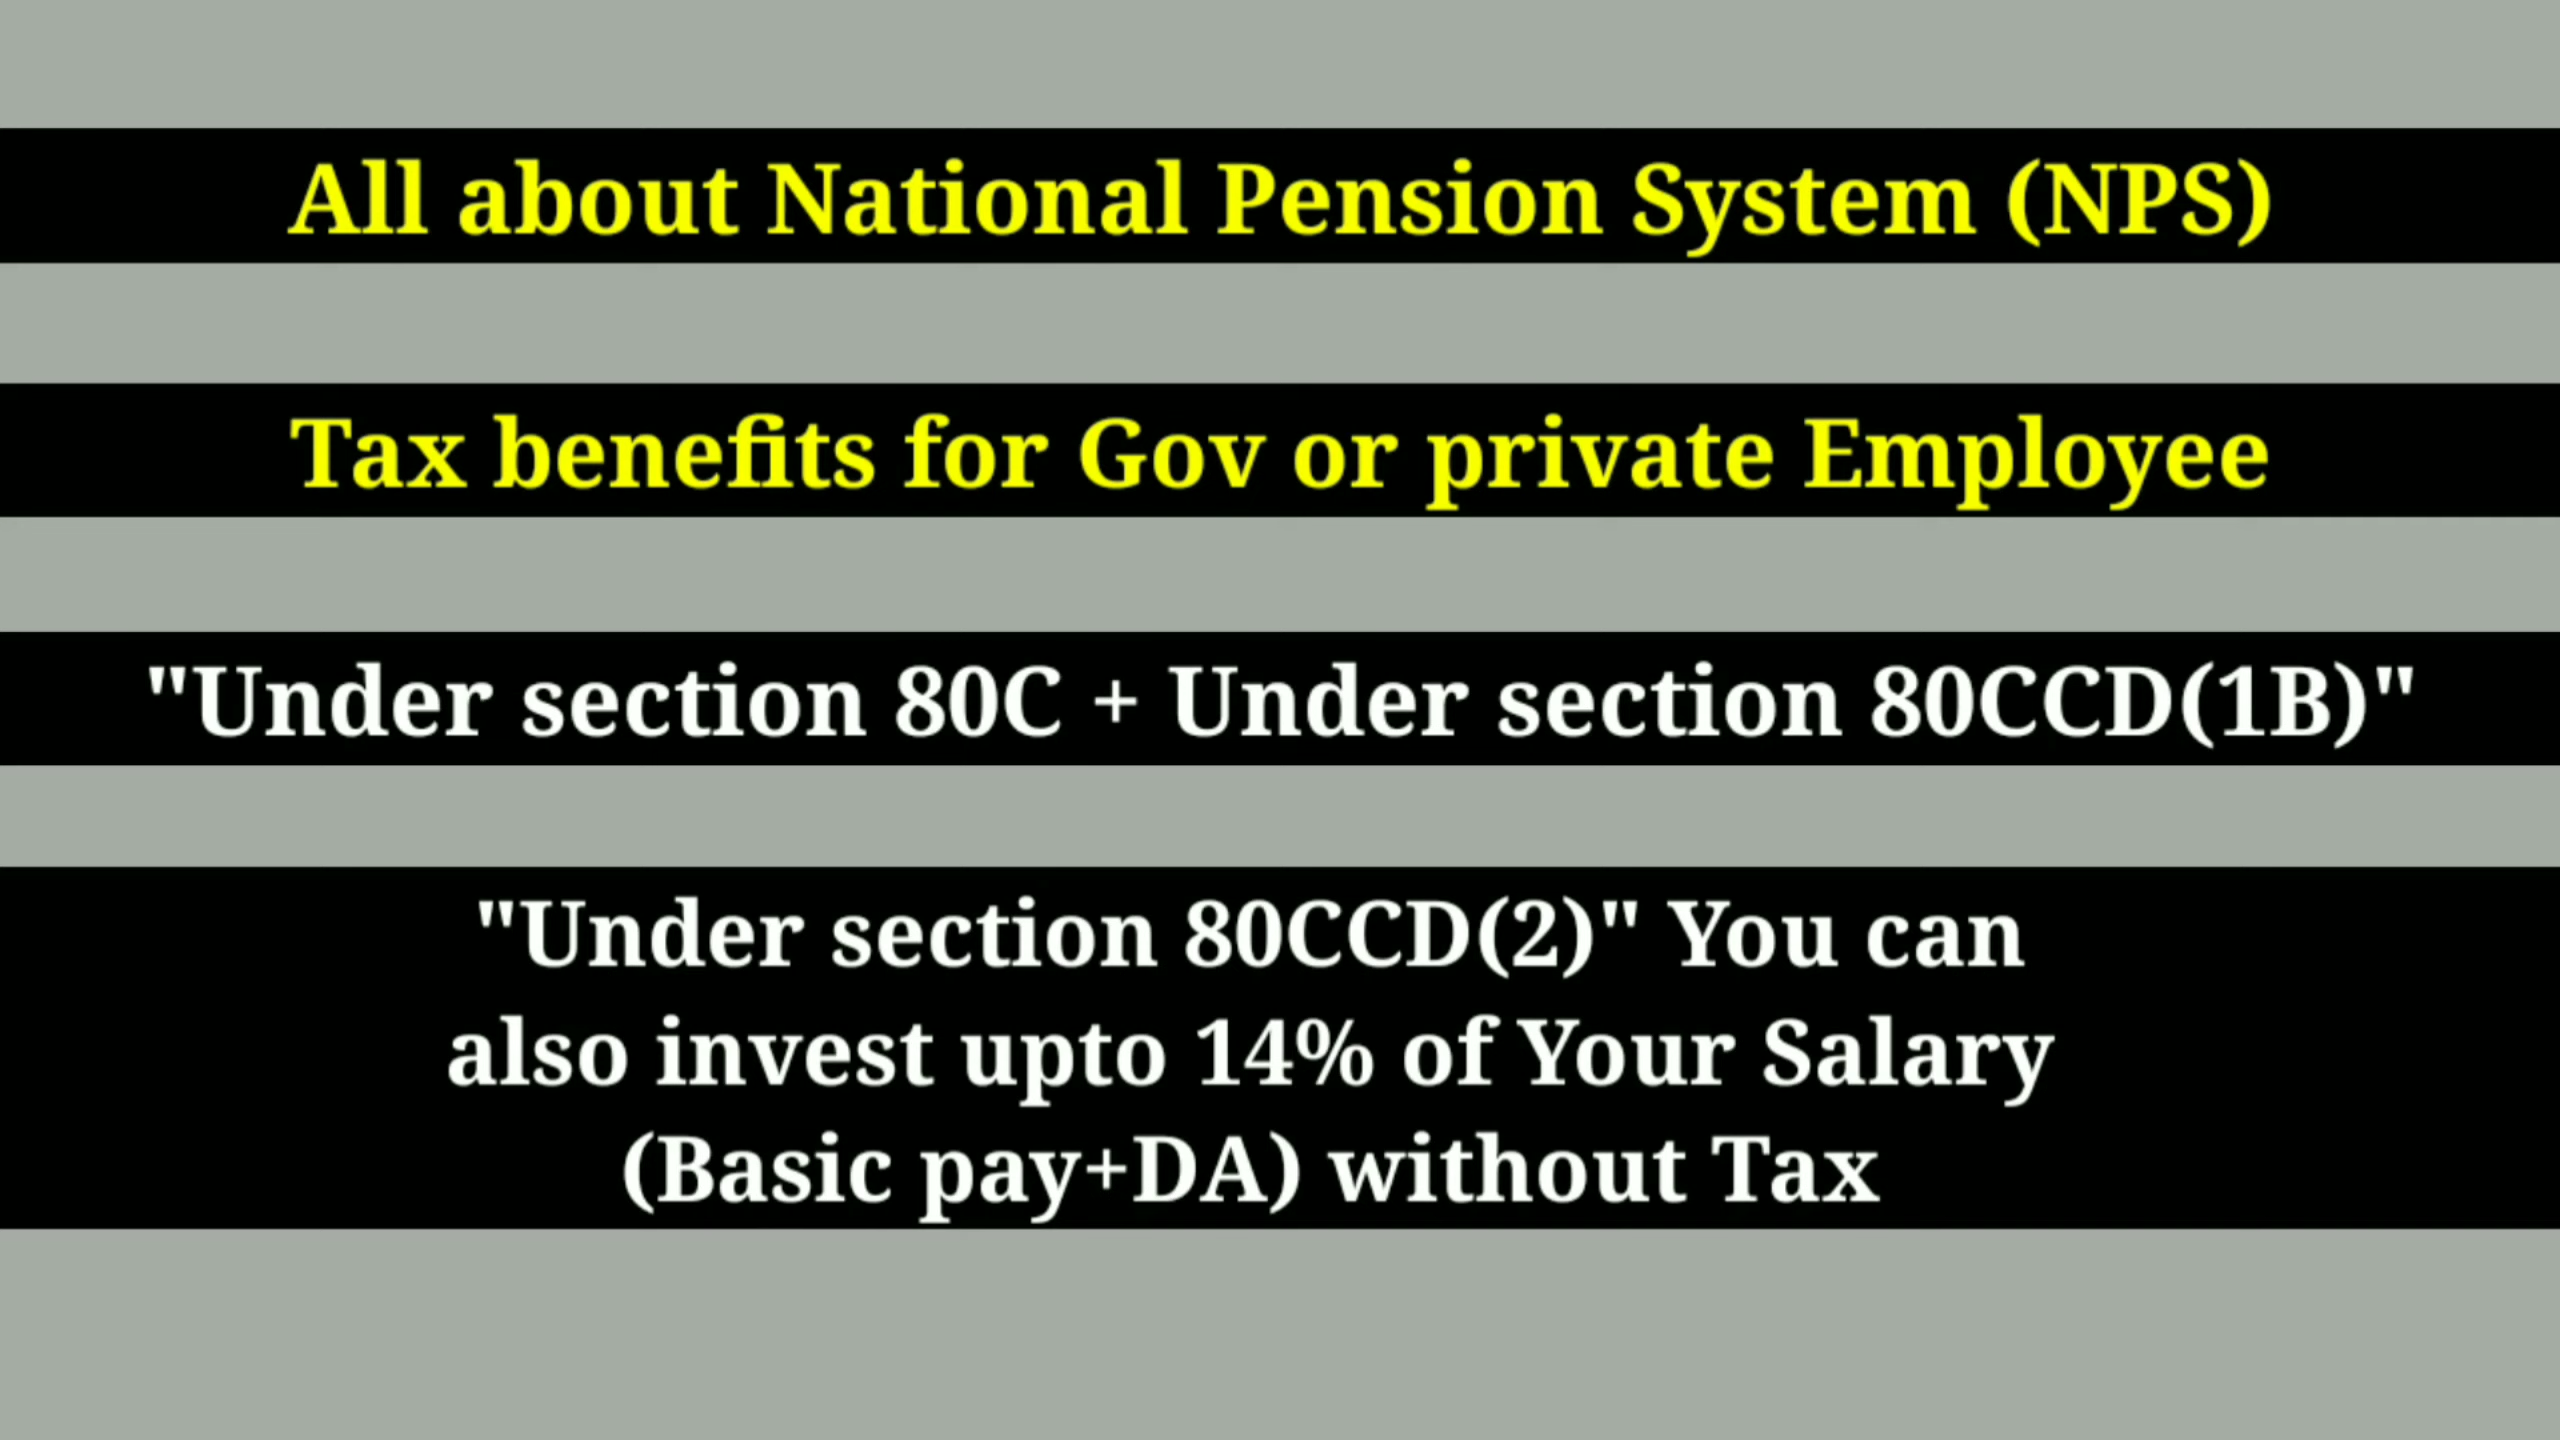 All about National Pension System (NPS)
Tax benefits for Gov or private Employee
"Under section 80C + Under section 80CCD(1B)"
"Under section 80CCD(2)" You can
also invest upto 14% of Your Salary
(Basic pay+DA) without Tax